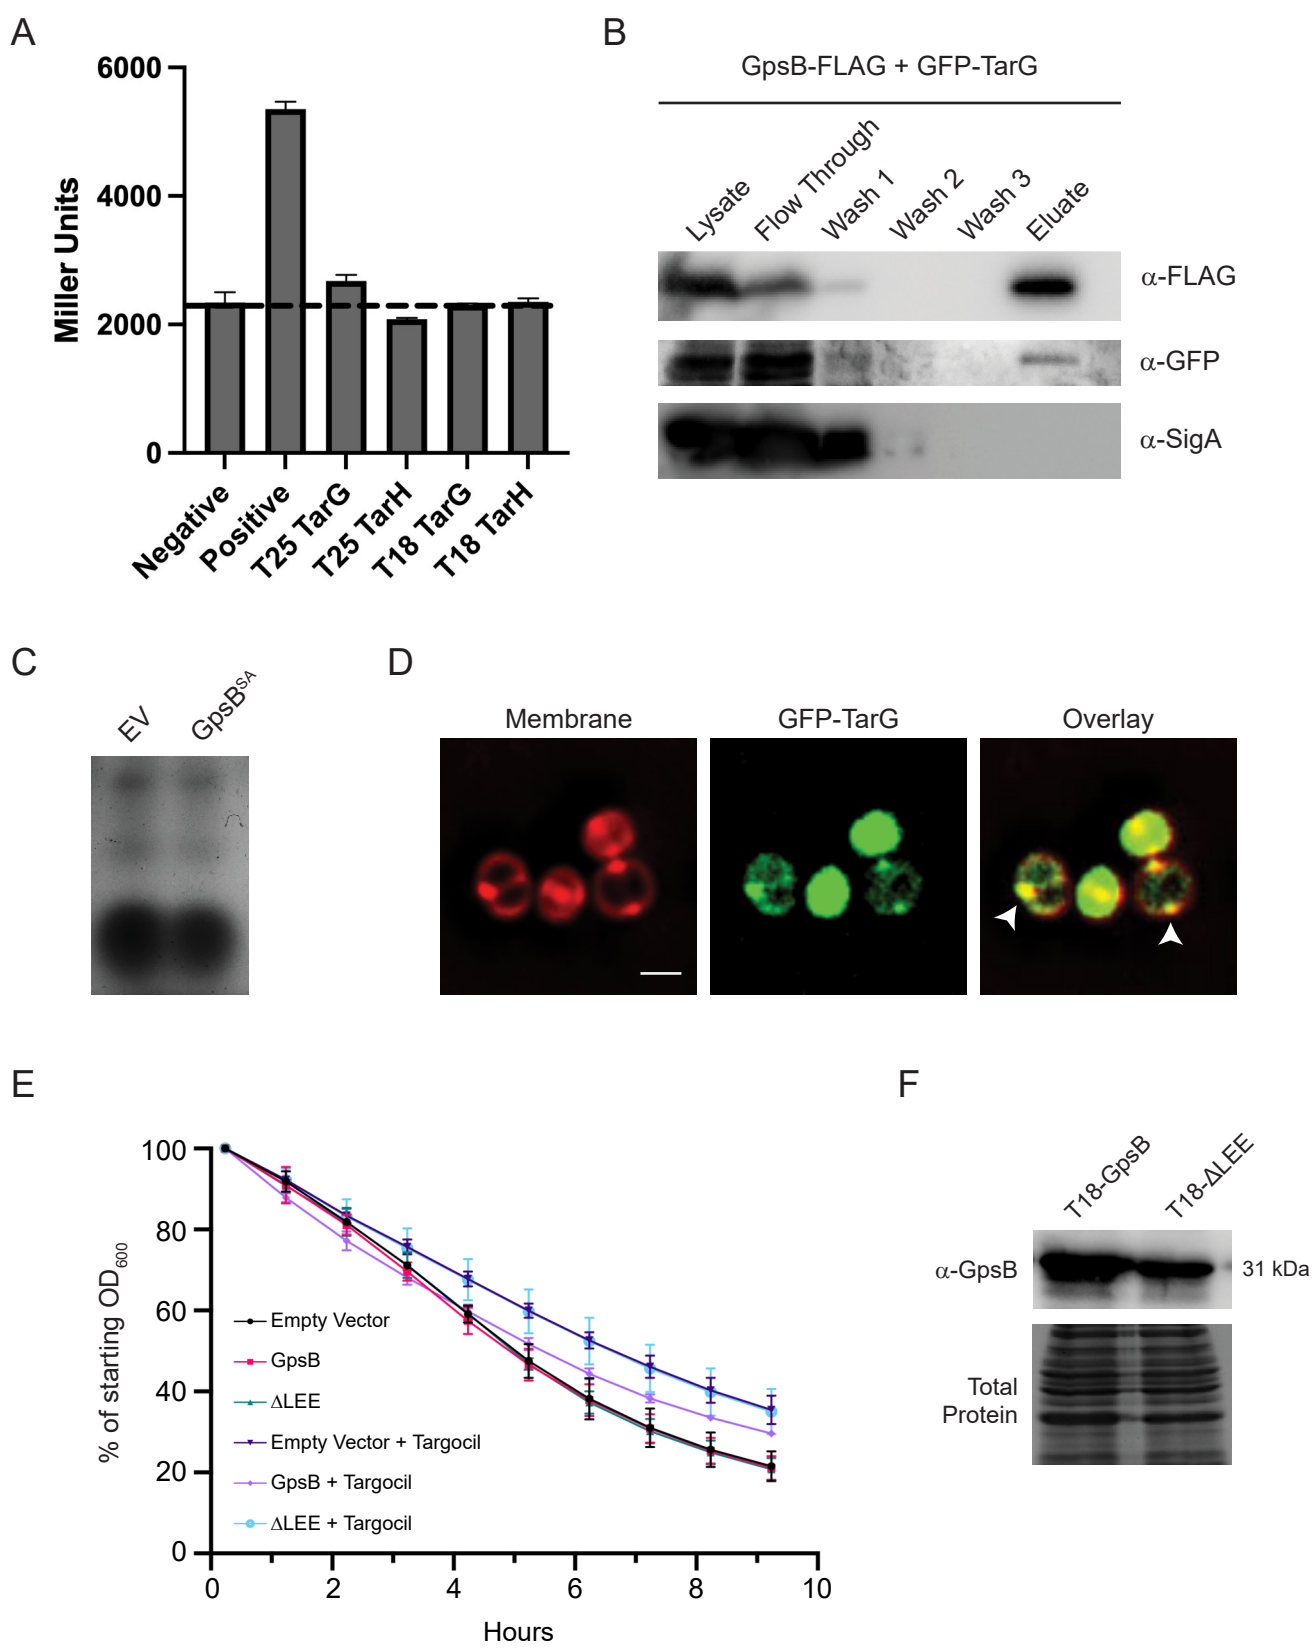 A
6000
4000
2000
0
Miller Units
Negative
Positive
T25 TarG
T25 TarH
T18 TarG
T18 TarH
B
GpsB-FLAG + GFP-TarG
Lysate
Flow Through
Wash 1
Wash 2
Wash 3
Eluate
α-FLAG
α-GFP
α-SigA
C
EV
GpsB^SA
D
Membrane
GFP-TarG
Overlay
E
100
80
60
40
20
0
% of starting OD₆₀₀
Empty Vector
GpsB
ΔLEE
Empty Vector + Targocil
GpsB + Targocil
ΔLEE + Targocil
0 2 4 6 8 10
Hours
F
T18-GpsB
T18-ΔLEE
α-GpsB
31 kDa
Total
Protein